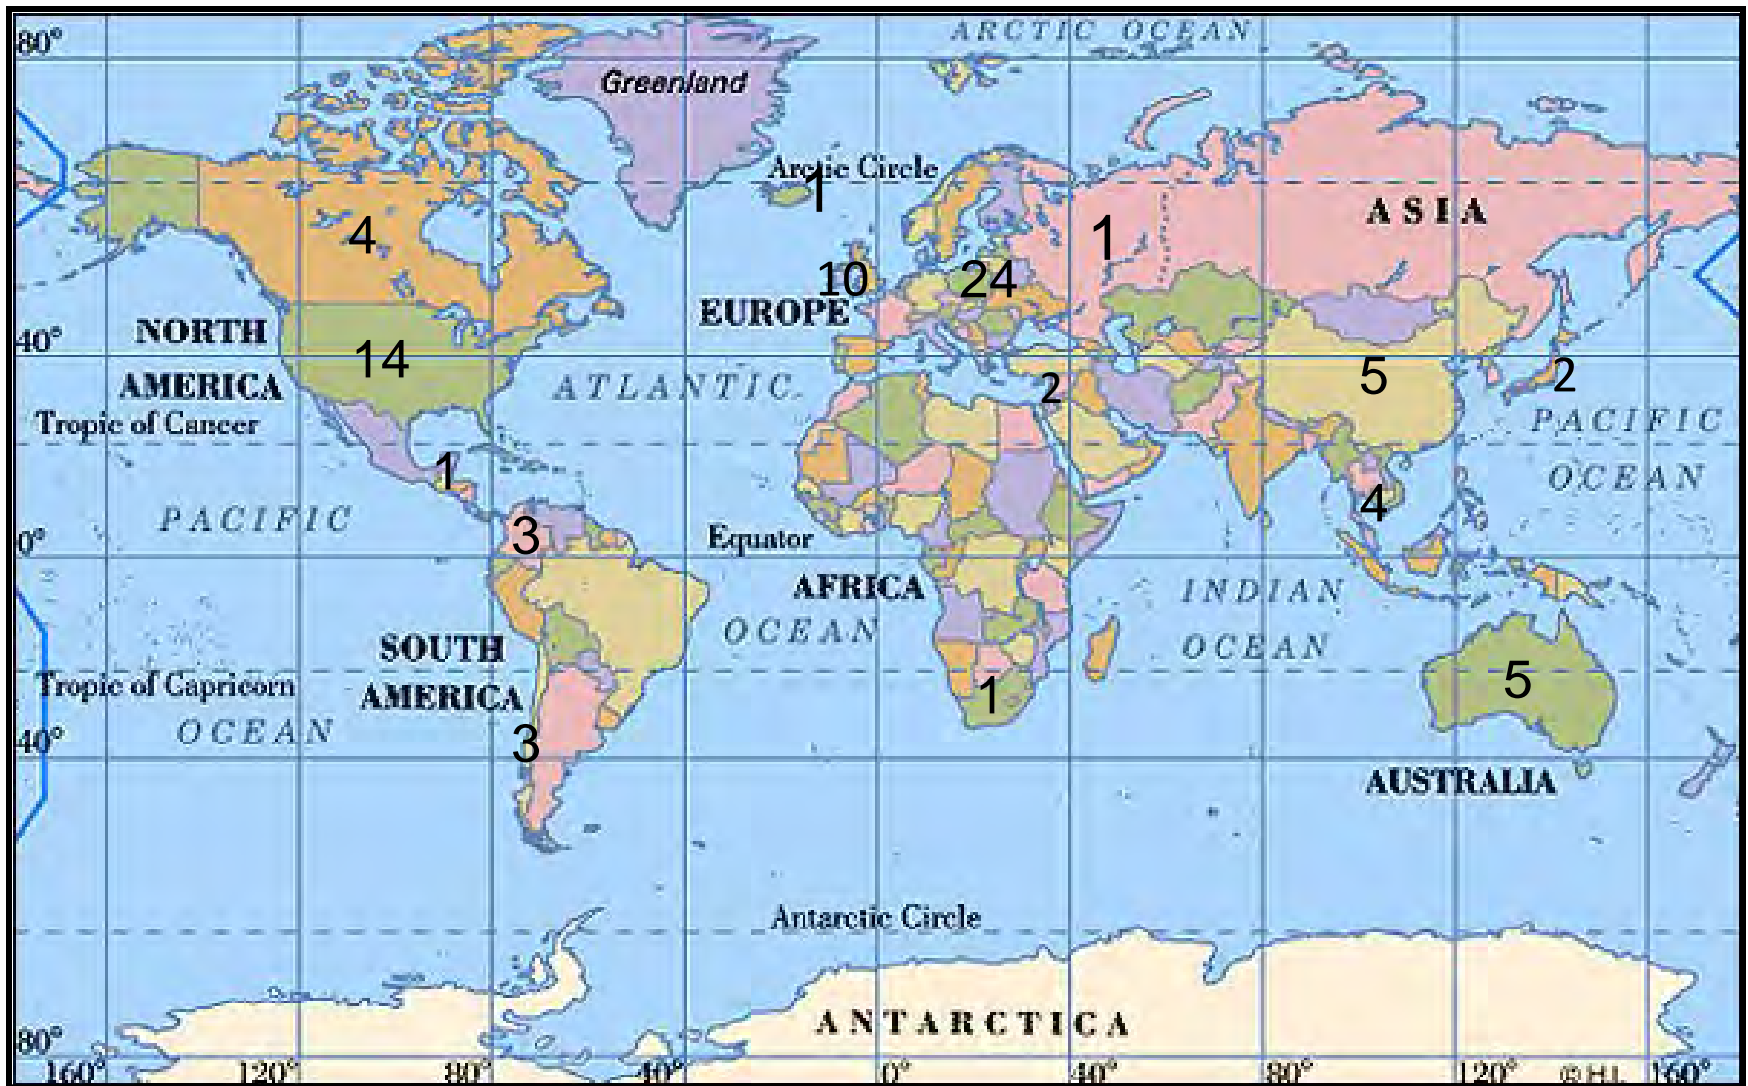 ARCTIC OCEAN
80°
Greenland
Arctic Circle
1
ASIA
4
1
10
24
EUROPE
NORTH
40°
14
AMERICA
ATLANTIC
2
5
2
Tropic of Cancer
PACIFIC
OCEAN
1
4
PACIFIC
3
Equator
0°
AFRICA
INDIAN
OCEAN
OCEAN
SOUTH
5
Tropic of Capricorn
AMERICA
1
OCEAN
40°
3
AUSTRALIA
Antarctic Circle
ANTARCTICA
80°
160° 120° 80° 40° 0° 40° 80° 120° 160°